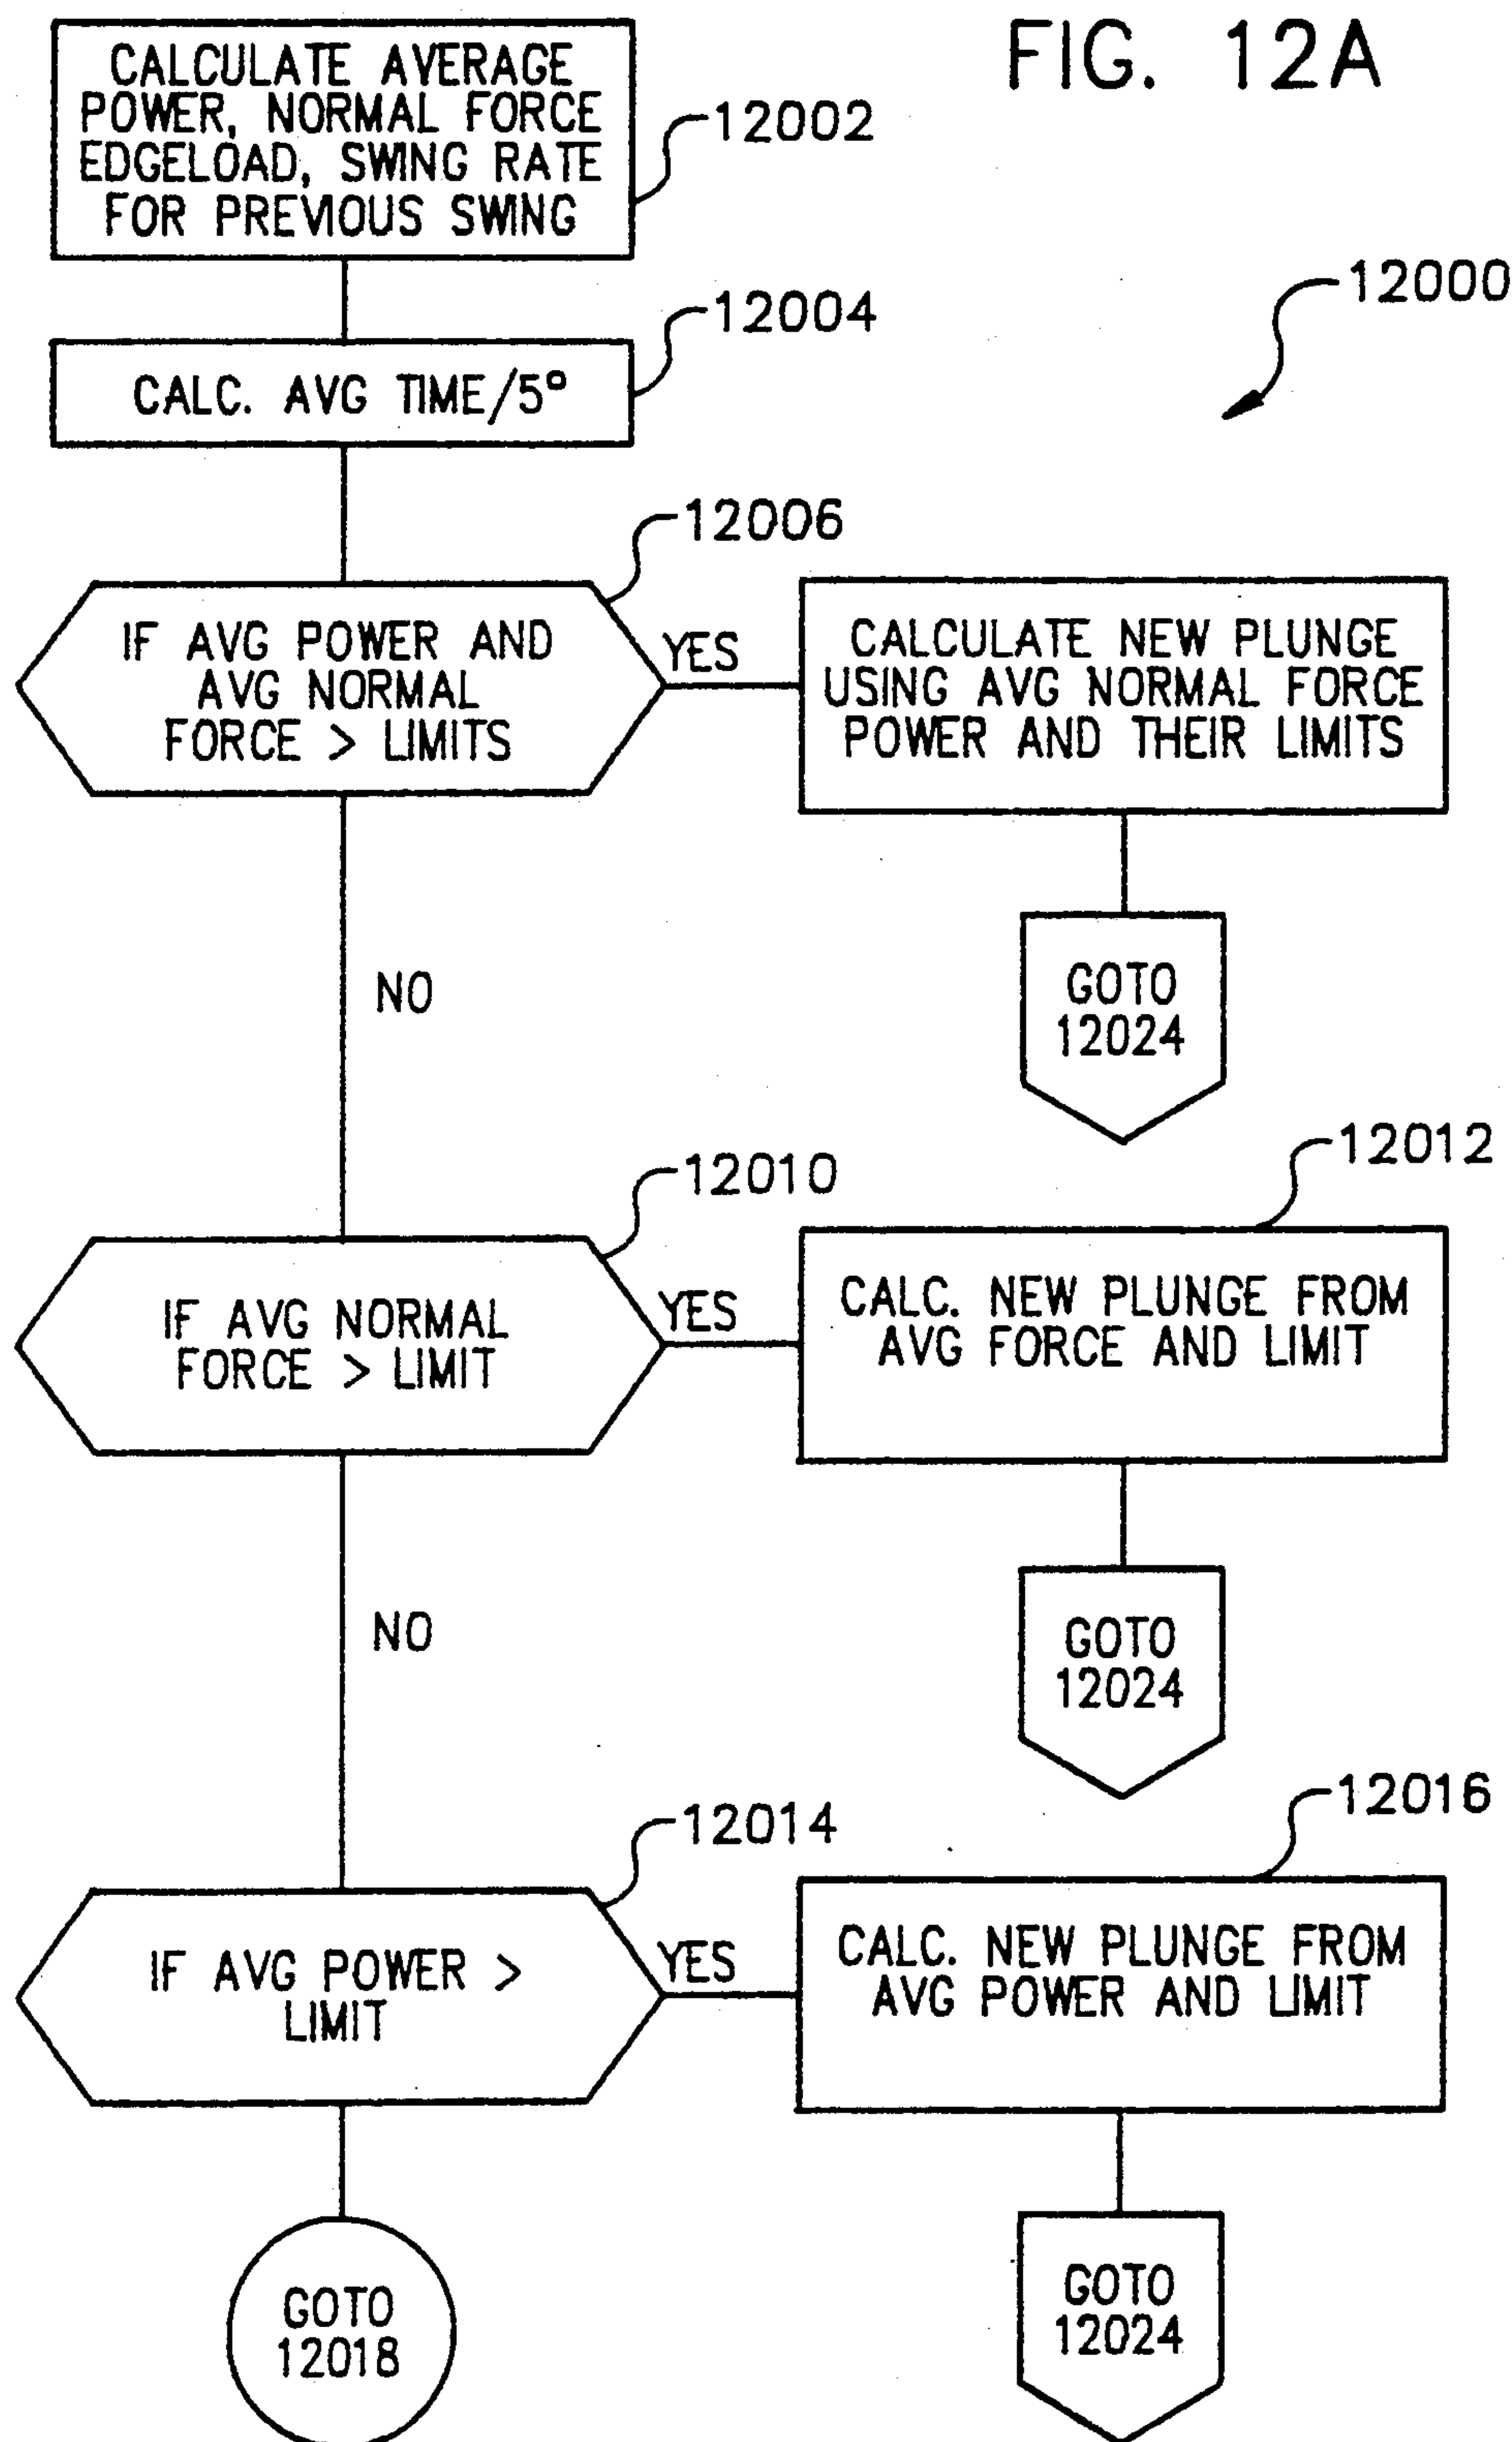 FIG. 12A
CALCULATE AVERAGE
POWER, NORMAL FORCE
EDGELOAD, SWING RATE
FOR PREVIOUS SWING
12002
12000
12004
CALC. AVG TIME/5°
12006
IF AVG POWER AND
AVG NORMAL
FORCE > LIMITS
YES
CALCULATE NEW PLUNGE
USING AVG NORMAL FORCE
POWER AND THEIR LIMITS
NO
GOTO
12024
12010
12012
IF AVG NORMAL
FORCE > LIMIT
YES
CALC. NEW PLUNGE FROM
AVG FORCE AND LIMIT
NO
GOTO
12024
12014
12016
IF AVG POWER >
LIMIT
YES
CALC. NEW PLUNGE FROM
AVG POWER AND LIMIT
GOTO
12018
GOTO
12024